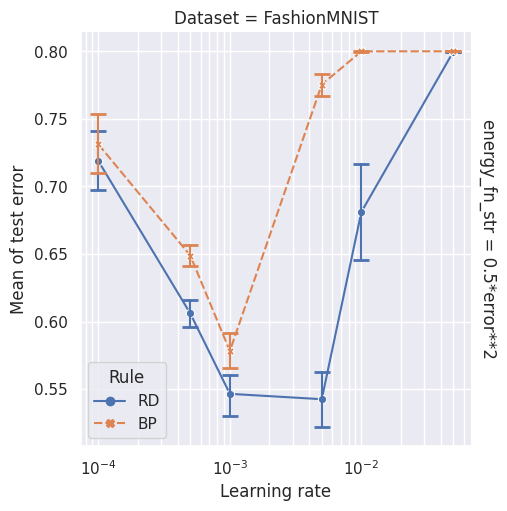 Dataset = FashionMNIST
0.80
0.75
0.70
0.65
0.60
0.55
Mean of test error
energy_fn_str = 0.5*error**2
Rule
RD
BP
10⁻⁴
10⁻³
10⁻²
Learning rate